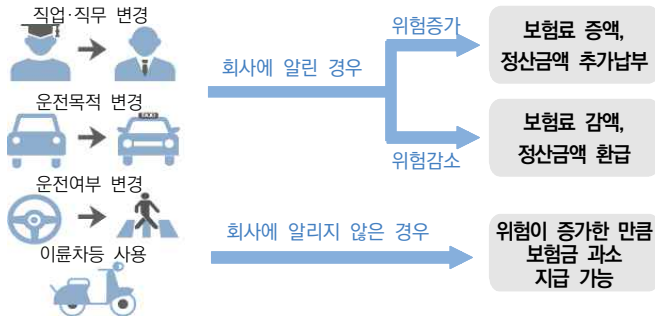 직업·직무 변경
운전목적 변경
TAXI
운전여부 변경
이륜차등 사용
회사에 알린 경우
위험증가
위험감소
보험료 증액,
정산금액 추가납부
보험료 감액,
정산금액 환급
회사에 알리지 않은 경우
위험이 증가한 만큼
보험금 과소
지급 가능